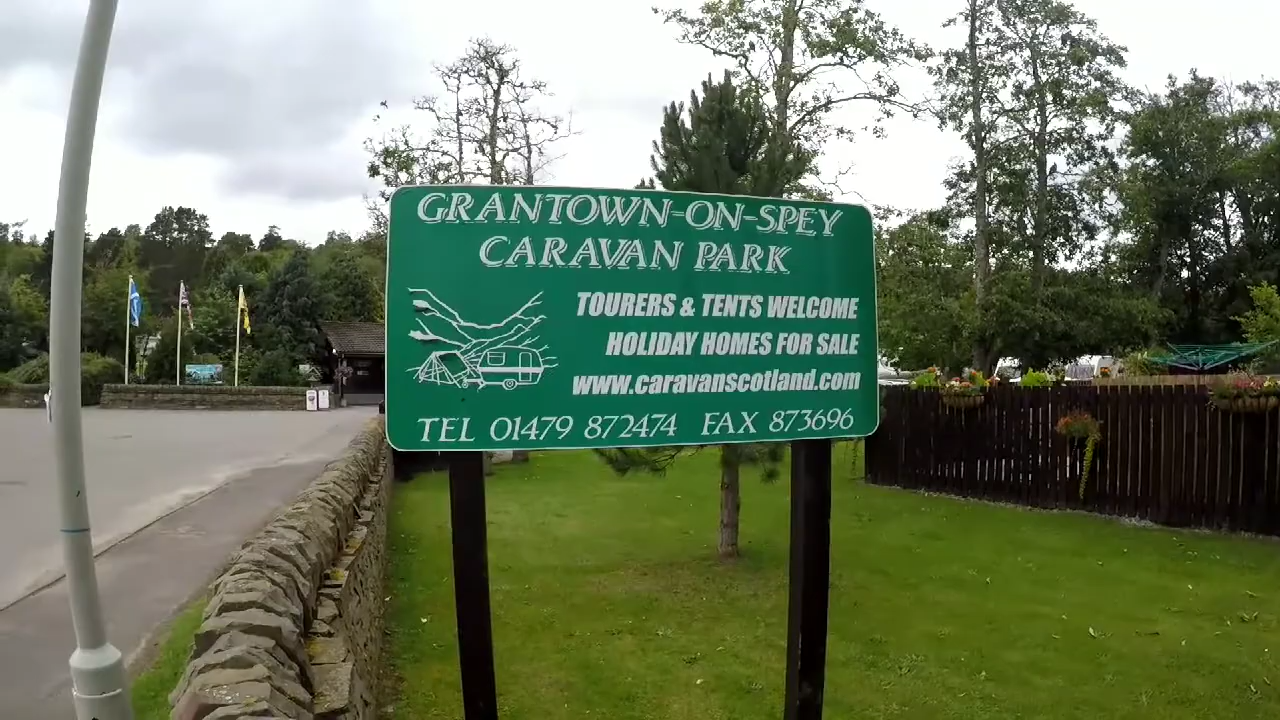 GRANTOWN-ON-SPEY
CARAVAN PARK
TOURERS & TENTS WELCOME
HOLIDAY HOMES FOR SALE
www.caravanscotland.com
TEL 01479 872474 FAX 873696